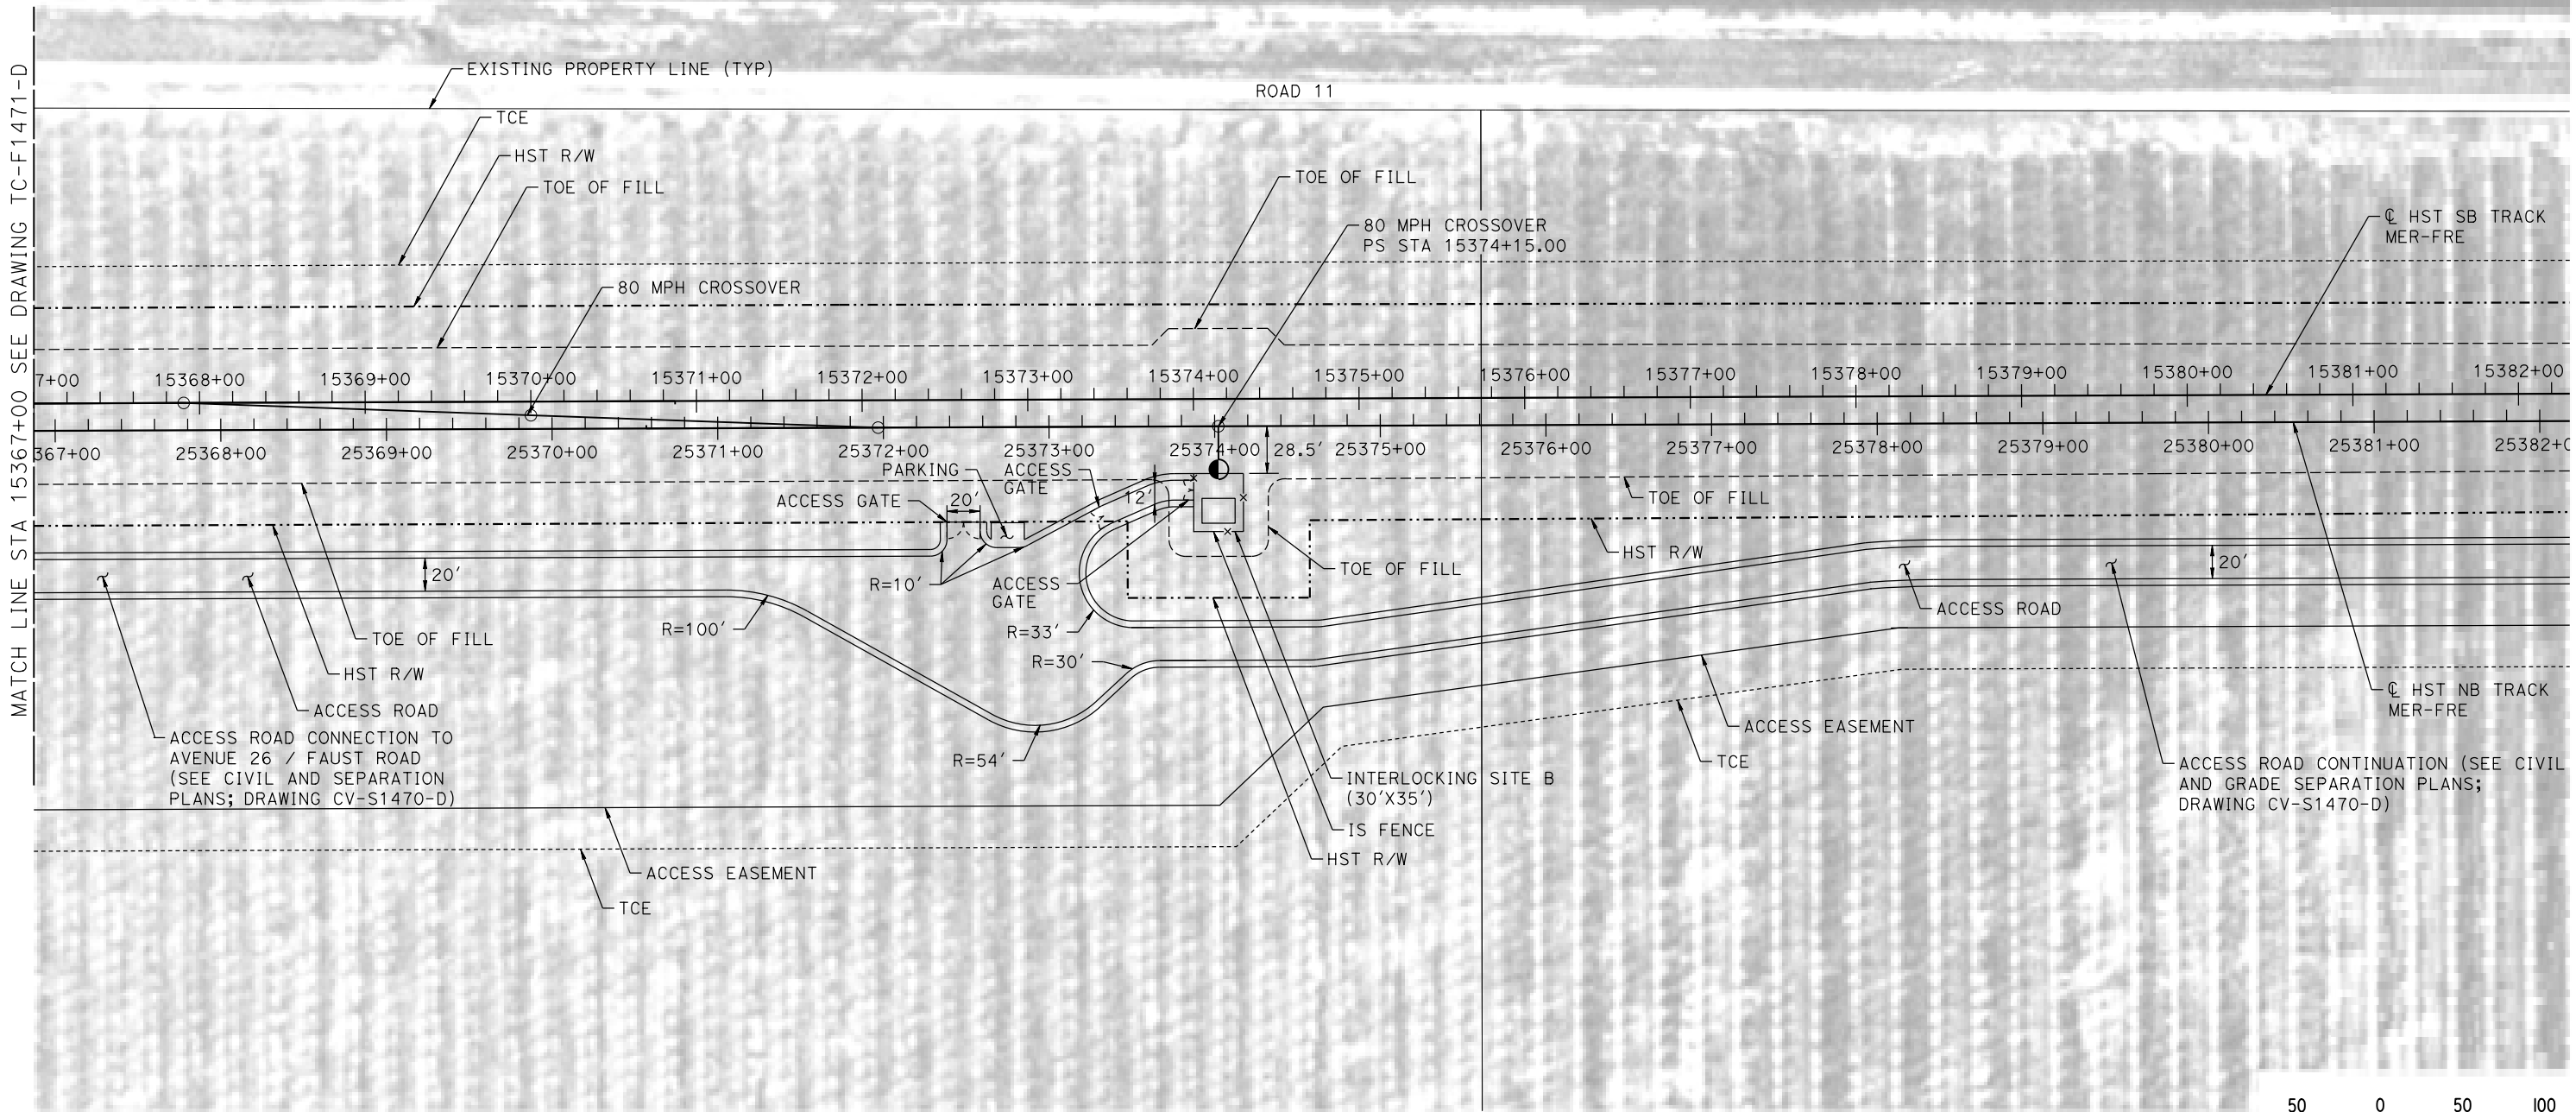 MATCH LINE STA 15367+00 SEE DRAWING TC-F1471-D
EXISTING PROPERTY LINE (TYP)
ROAD 11
TCE
HST R/W
TOE OF FILL
TOE OF FILL
80 MPH CROSSOVER
PS STA 15374+15.00
℄ HST SB TRACK
MER-FRE
80 MPH CROSSOVER
7+00 15368+00 15369+00 15370+00 15371+00 15372+00 15373+00 15374+00 15375+00 15376+00 15377+00 15378+00 15379+00 15380+00 15381+00 15382+00
367+00 25368+00 25369+00 25370+00 25371+00 25372+00 25373+00 25374+00 28.5' 25375+00 25376+00 25377+00 25378+00 25379+00 25380+00 25381+00 25382+0
PARKING
ACCESS
GATE
ACCESS GATE
20'
12'
TOE OF FILL
HST R/W
TOE OF FILL
20'
R=10'
ACCESS
GATE
20'
ACCESS ROAD
R=100'
R=33'
TOE OF FILL
R=30'
HST R/W
ACCESS ROAD
℄ HST NB TRACK
MER-FRE
ACCESS EASEMENT
ACCESS ROAD CONNECTION TO
AVENUE 26 / FAUST ROAD
(SEE CIVIL AND SEPARATION
PLANS; DRAWING CV-S1470-D)
R=54'
TCE
ACCESS ROAD CONTINUATION (SEE CIVIL
AND GRADE SEPARATION PLANS;
DRAWING CV-S1470-D)
INTERLOCKING SITE B
(30'X35')
IS FENCE
HST R/W
ACCESS EASEMENT
TCE
50 0 50 100